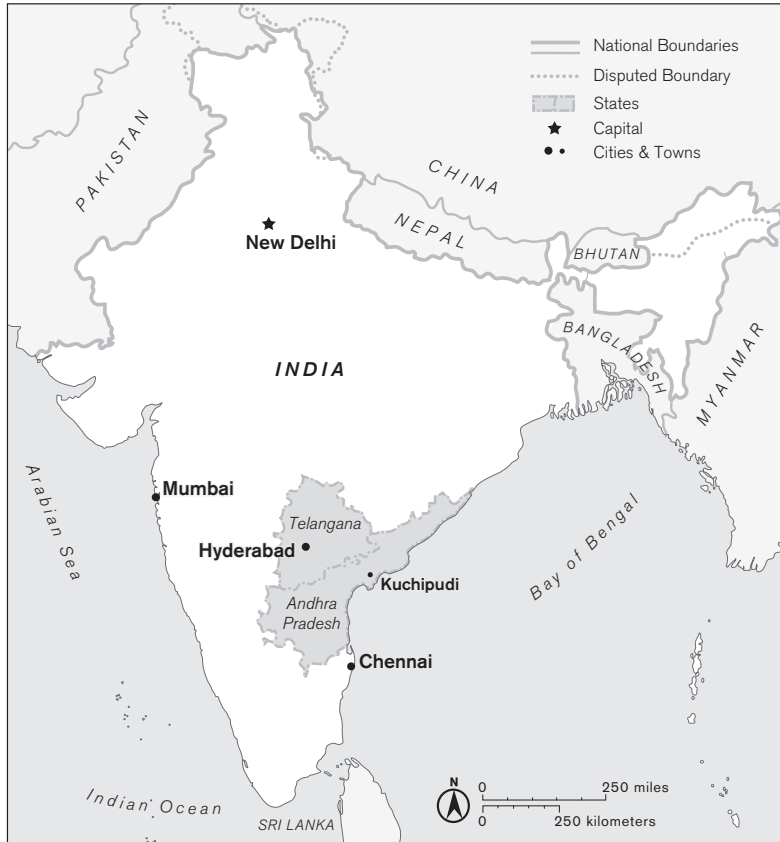 National Boundaries
Disputed Boundary
States
Capital
Cities & Towns
PAKISTAN
CHINA
NEPAL
New Delhi
BHUTAN
INDIA
BANGLADESH
MYANMAR
Arabian Sea
Mumbai
Telangana
Hyderabad
Bay of Bengal
Kuchipudi
Andhra
Pradesh
Chennai
N
0 250 miles
0 250 kilometers
Indian Ocean
SRI LANKA